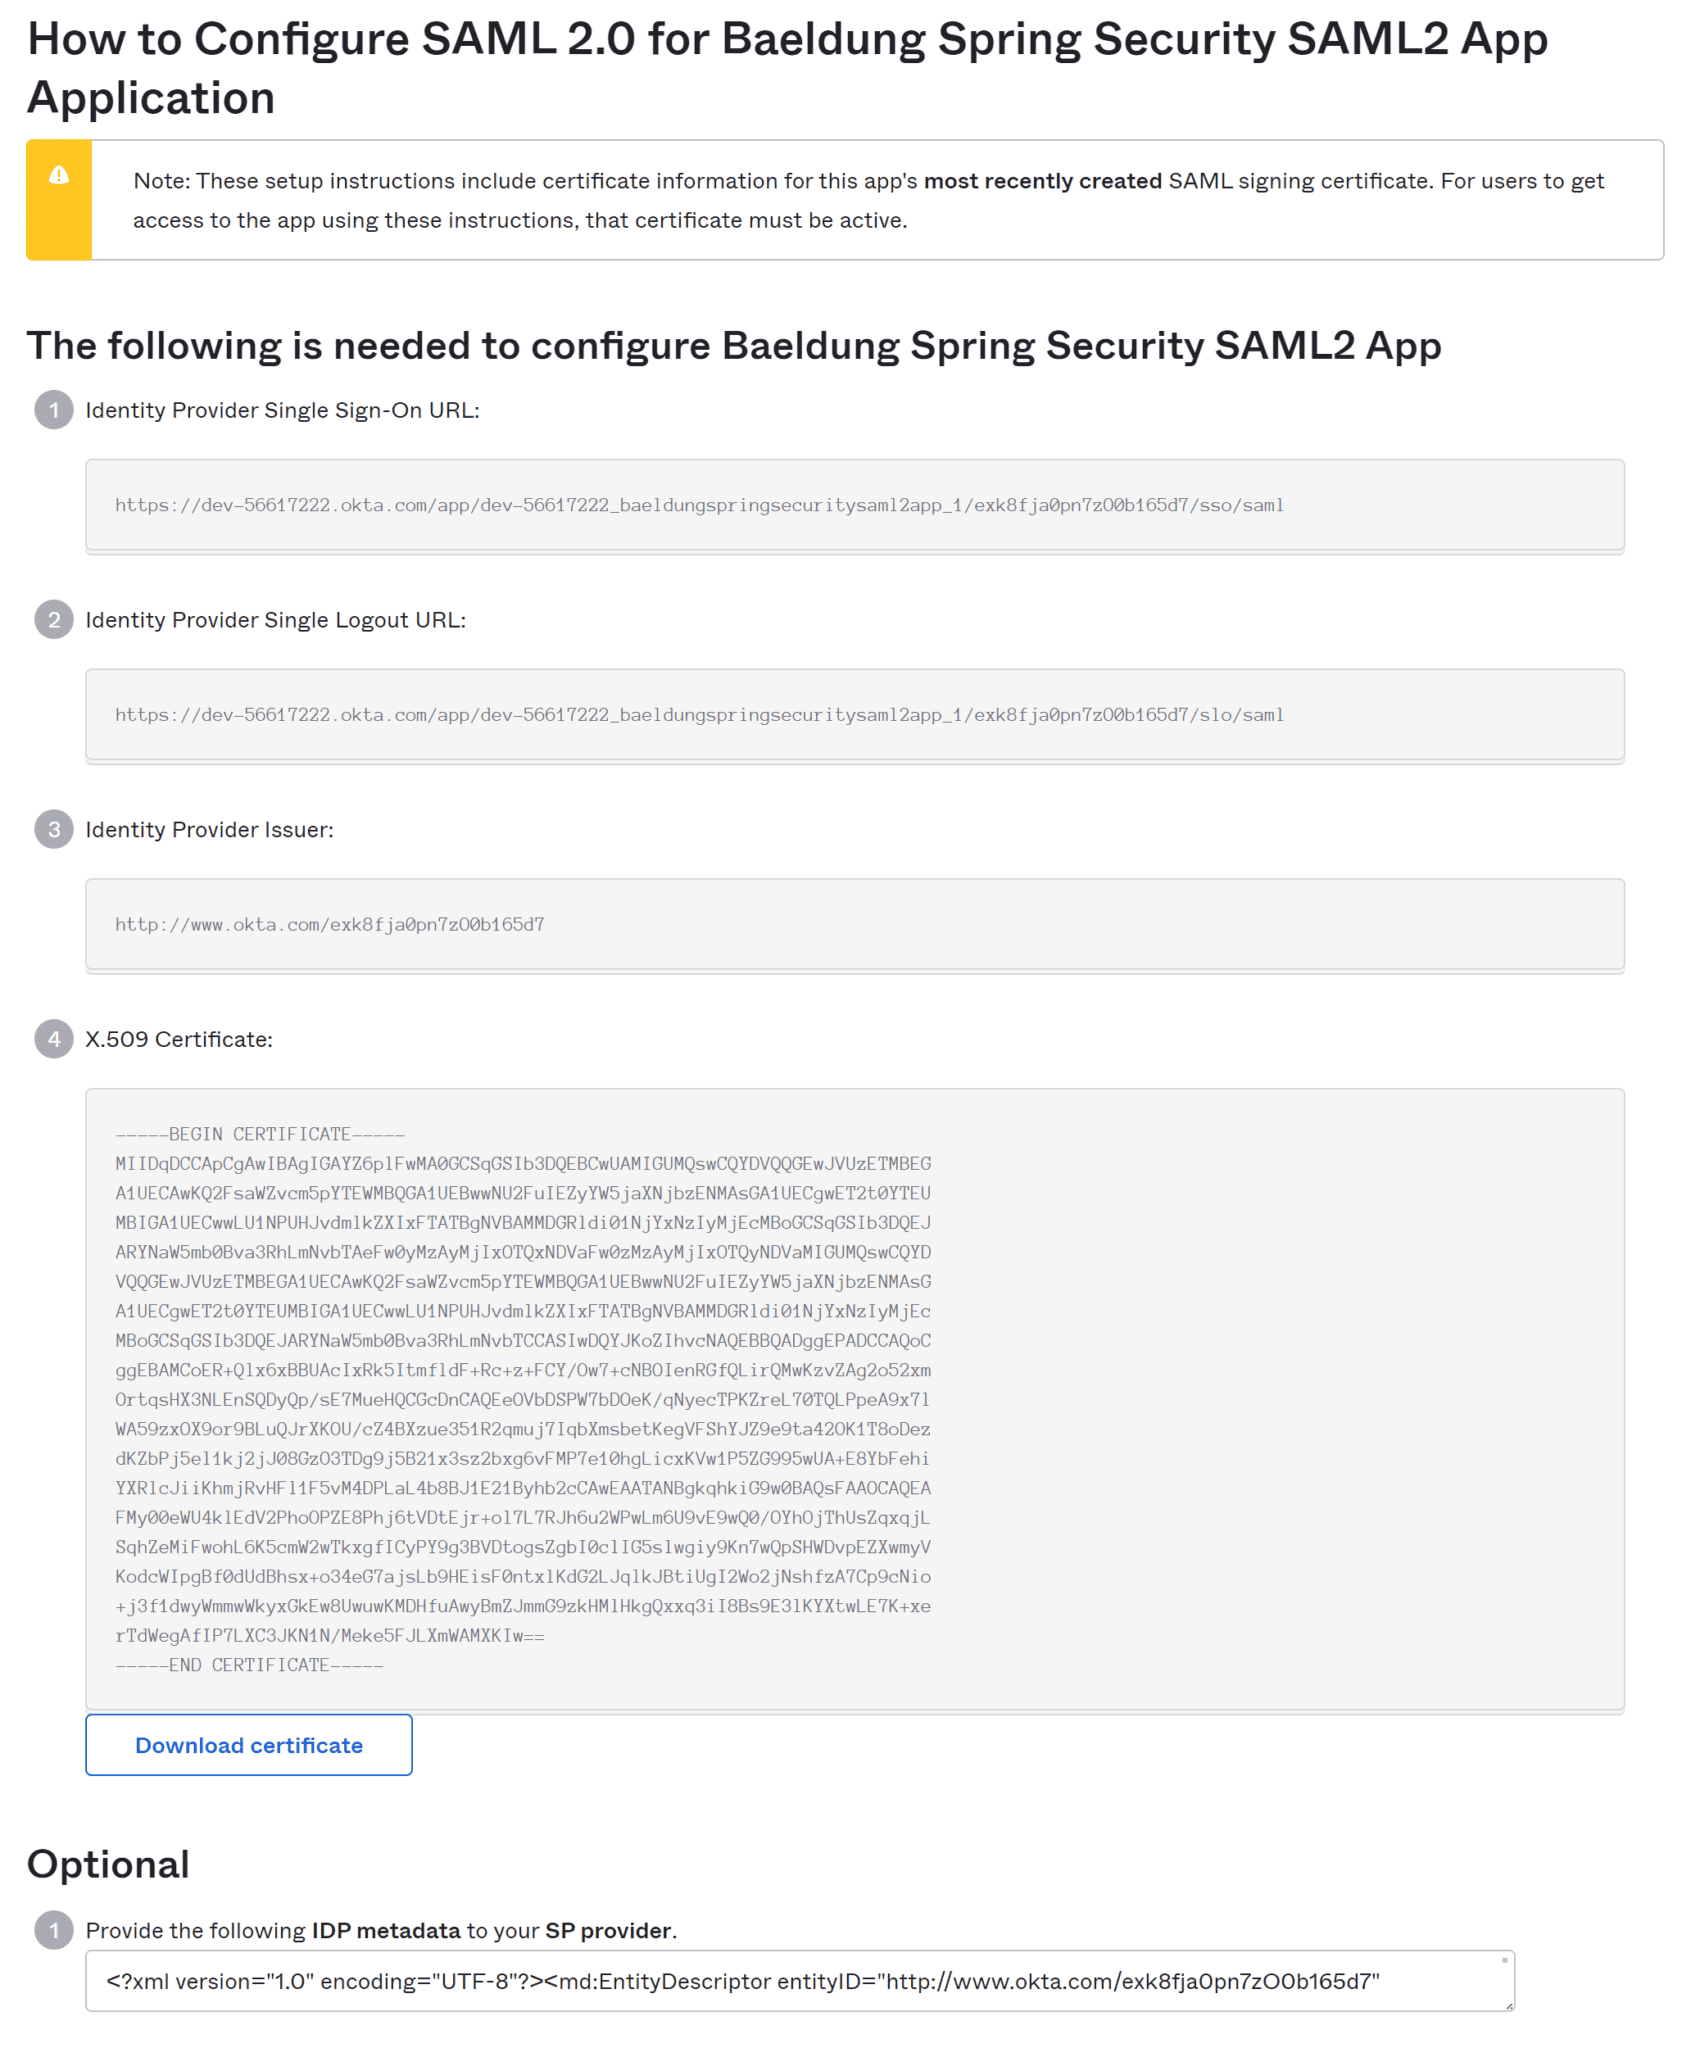 How to Configure SAML 2.0 for Baeldung Spring Security SAML2 App
Application
Note: These setup instructions include certificate information for this app's most recently created SAML signing certificate. For users to get
access to the app using these instructions, that certificate must be active.
The following is needed to configure Baeldung Spring Security SAML2 App
1 Identity Provider Single Sign-On URL:
https://dev-56617222.okta.com/app/dev-56617222_baeldungspringsecuritysaml2app_1/exk8fja0pn7zO0b165d7/sso/saml
2 Identity Provider Single Logout URL:
https://dev-56617222.okta.com/app/dev-56617222_baeldungspringsecuritysaml2app_1/exk8fja0pn7zO0b165d7/slo/saml
3 Identity Provider Issuer:
http://www.okta.com/exk8fja0pn7zO0b165d7
4 X.509 Certificate:
-----BEGIN CERTIFICATE-----
MIIDqDCCApCgAwIBAgIGAYZ6plFwMA0GCSqGSIb3DQEBCwUAMIGUMQswCQYDVQQGEwJVUzETMBEG
A1UECAwKQ2FsaWZvcm5pYTEWMBQGA1UEBwwNU2FuIEZyYW5jaXNjbzENMAsGA1UECgwET2t0YTEU
MBIGA1UECwwLU1NPUHJvdmlkZXIxFTATBgNVBAMMDGRldi01NjYxNzIyMjEcMBoGCSqGSIb3DQEJ
ARYNaW5mb0Bva3RhLmNvbTAeFw0yMzAyMjIxOTQxNDVaFw0zMzAyMjIxOTQyNDVaMIGUMQswCQYD
VQQGEwJVUzETMBEGA1UECAwKQ2FsaWZvcm5pYTEWMBQGA1UEBwwNU2FuIEZyYW5jaXNjbzENMAsG
A1UECgwET2t0YTEUMBIGA1UECwwLU1NPUHJvdmlkZXIxFTATBgNVBAMMDGRldi01NjYxNzIyMjEc
MBoGCSqGSIb3DQEJARYNaW5mb0Bva3RhLmNvbTCCASIwDQYJKoZIhvcNAQEBBQADggEPADCCAQoC
ggEBAMCoER+Qlx6xBBUAcIxRk5ItmfldF+Rc+z+FCY/Ow7+cNBOIenRGfQLirQMwKzvZAg2o52xm
OrtqsHX3NLEnSQDyQp/sE7MueHQCGcDnCAQEeOVbDSPW7bDOeK/qNyecTPKZreL70TQLPpeA9x7l
WA59zxOX9or9BLuQJrXKOU/cZ4BXzue351R2qmuj7IqbXmsbetKegVFShYJZ9e9ta42OK1T8oDez
dKZbPj5el1kj2jJ08GzO3TDg9j5B21x3sz2bxg6vFMP7e10hgLicxKVw1P5ZG995wUA+E8YbFehi
YXRlcJiiKhmjRvHFl1F5vM4DPLaL4b8BJ1E21Byhb2cCAwEAATANBgkqhkiG9w0BAQsFAAOCAQEA
FMy00eWU4klEdV2PhoOPZE8Phj6tVDtEjr+ol7L7RJh6u2WPwLm6U9vE9wQ0/OYhOjThUsZqxqjL
SqhZeMiFwohL6K5cmW2wTkxgfICyPY9g3BVDtogsZgbI0clIG5slwgiy9Kn7wQpSHWDvpEZXwmyV
KodcWIpgBf0dUdBhsx+o34eG7ajsLb9HEisF0ntxlKdG2LJqlkJBtiUgI2Wo2jNshfzA7Cp9cNio
+j3f1dwyWmmwWkyxGkEw8UwuwKMDHfuAwyBmZJmmG9zkHMlHkgQxxq3iI8Bs9E3lKYXtwLE7K+xe
rTdWegAfIP7LXC3JKN1N/Meke5FJLXmWAMXKIw==
-----END CERTIFICATE-----
Download certificate
Optional
1 Provide the following IDP metadata to your SP provider.
<?xml version="1.0" encoding="UTF-8"?><md:EntityDescriptor entityID="http://www.okta.com/exk8fja0pn7zO0b165d7"